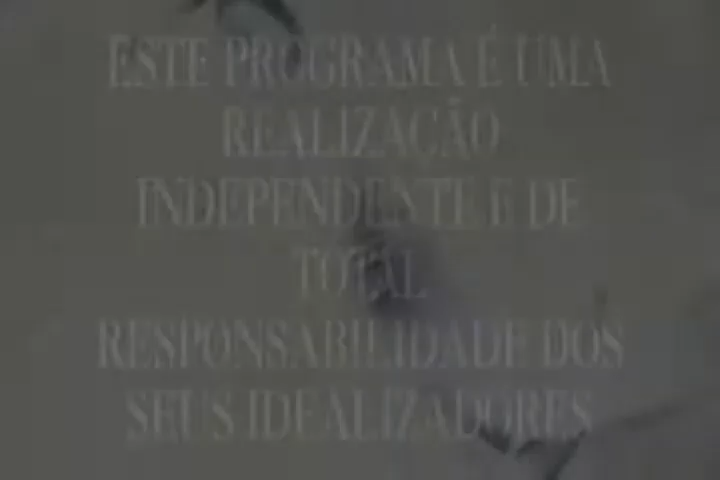 ESTE PROGRAMA É UMA
REALIZAÇÃO
INDEPENDENTE E DE
TOTAL
RESPONSABILIDADE DOS
SEUS IDEALIZADORES